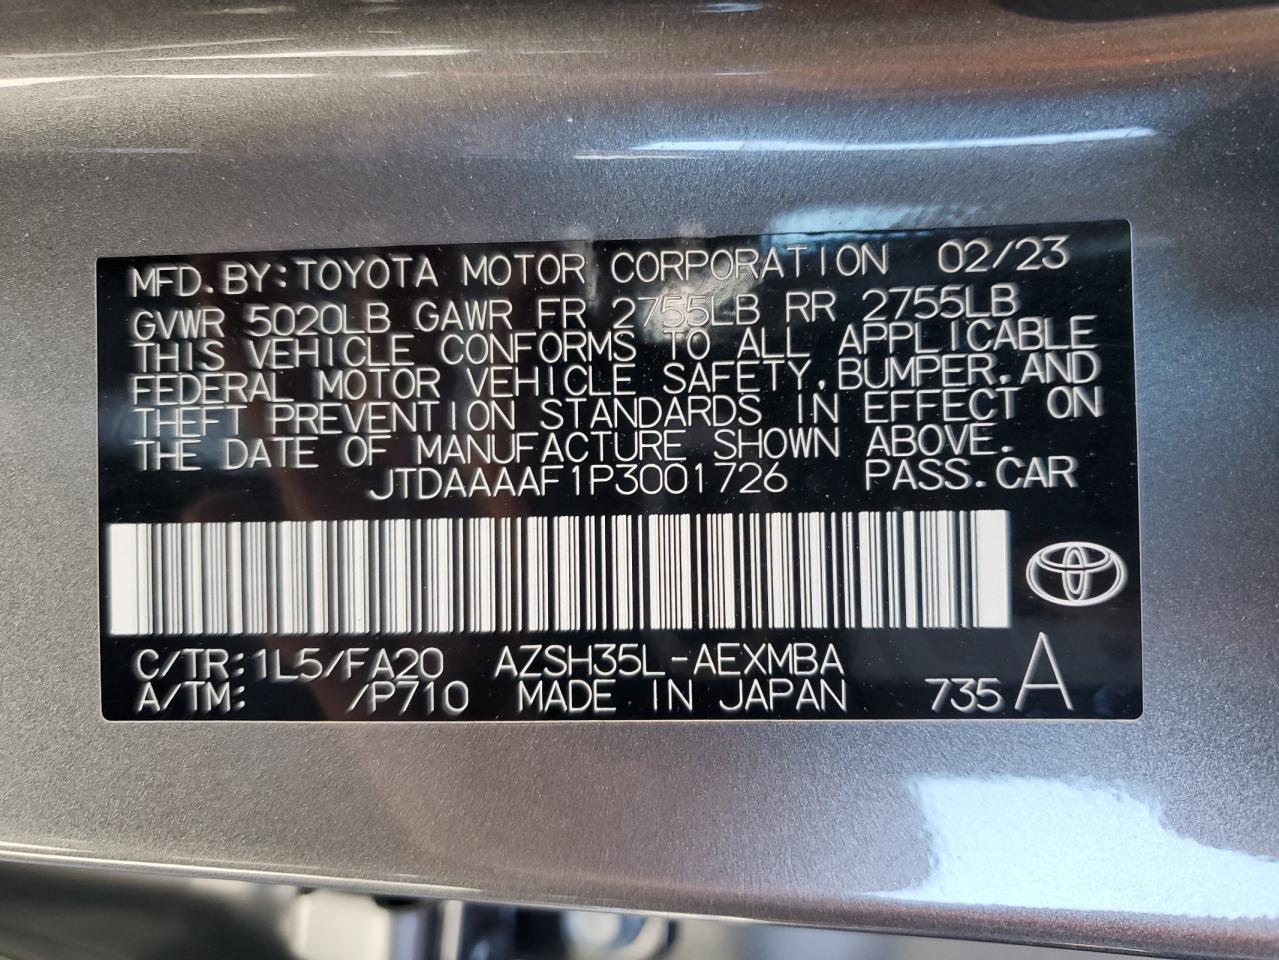 MFD.BY:TOYOTA MOTOR CORPORATION 02/23
GVWR 5020LB GAWR FR 2755LB RR 2755LB
THIS VEHICLE CONFORMS TO ALL APPLICABLE
FEDERAL MOTOR VEHICLE SAFETY,BUMPER,AND
THEFT PREVENTION STANDARDS IN EFFECT ON
THE DATE OF MANUFACTURE SHOWN ABOVE.
JTDAAAAF1P3001726 PASS.CAR
C/TR:1L5/FA20 AZSH35L-AEXMBA
A/TM: /P710 MADE IN JAPAN 735 A